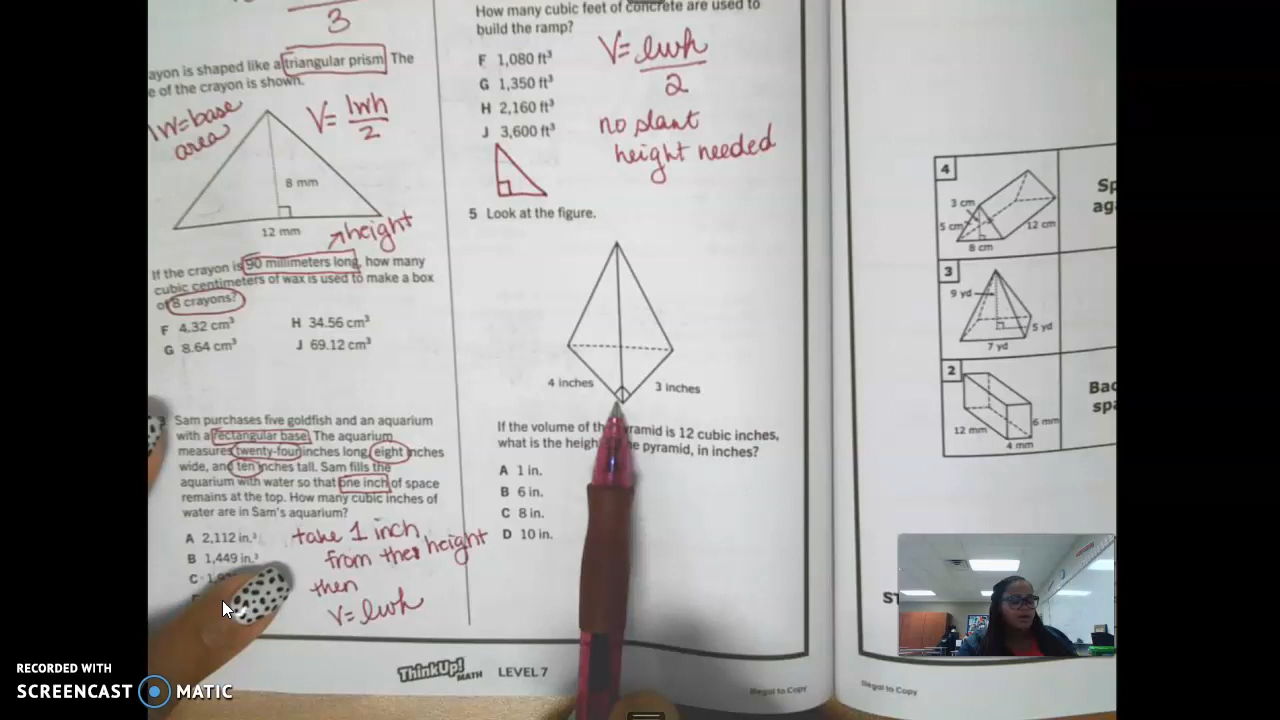 3
ayon is shaped like a triangular prism The
e of the crayon is shown.
lw=base
area
V= lwh
2
8 mm
12 mm
height
If the crayon is 90 millimeters long, how many
cubic centimeters of wax is used to make a box
of 8 crayons?
F 4.32 cm³
H 34.56 cm³
G 8.64 cm³
J 69.12 cm³
Sam purchases five goldfish and an aquarium
with a rectangular base. The aquarium
measures twenty-four inches long, eight inches
wide, and ten inches tall. Sam fills the
aquarium with water so that one inch of space
remains at the top. How many cubic inches of
water are in Sam's aquarium?
A 2,112 in.³
B 1,449 in.³
C
take 1 inch
from the height
then
V= lwh
How many cubic feet of concrete are used to
build the ramp?
F 1,080 ft³
G 1,350 ft³
H 2,160 ft³
J 3,600 ft³
V= lwh
2
no slant
height needed
5 Look at the figure.
4 inches
3 inches
If the volume of the pyramid is 12 cubic inches,
what is the height pyramid, in inches?
A 1 in.
B 6 in.
C 8 in.
D 10 in.
ThinkUp! MATH LEVEL 7
Illegal to Copy
4
3 cm
5 cm
8 cm
12 cm
3
9 yd
5 yd
7 yd
2
12 mm
4 mm
6 mm
Illegal to Copy
RECORDED WITH
SCREENCAST MATIC